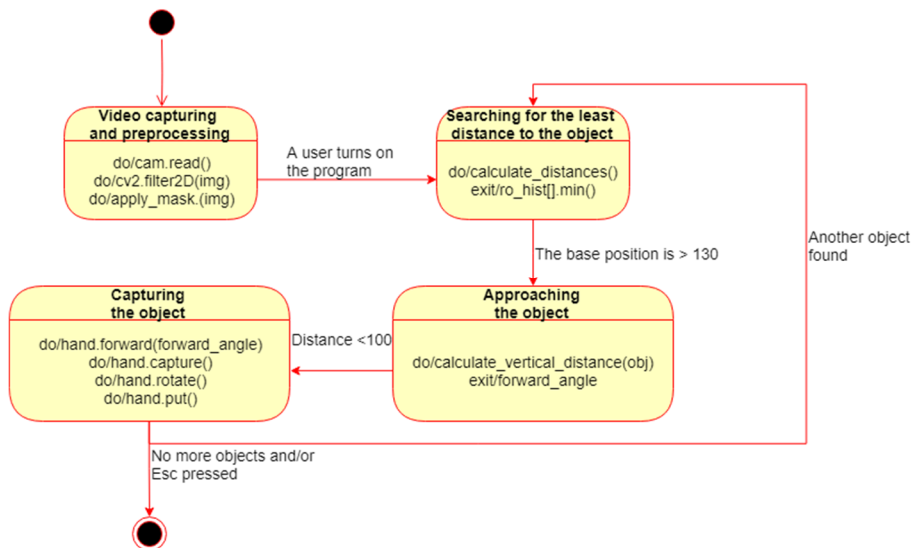 Video capturing
and preprocessing
do/cam.read()
do/cv2.filter2D(img)
do/apply_mask.(img)
A user turns on
the program
Searching for the least
distance to the object
do/calculate_distances()
exit/ro_hist[].min()
Another object
found
The base position is > 130
Capturing
the object
do/hand.forward(forward_angle)
do/hand.capture()
do/hand.rotate()
do/hand.put()
Distance <100
Approaching
the object
do/calculate_vertical_distance(obj)
exit/forward_angle
No more objects and/or
Esc pressed